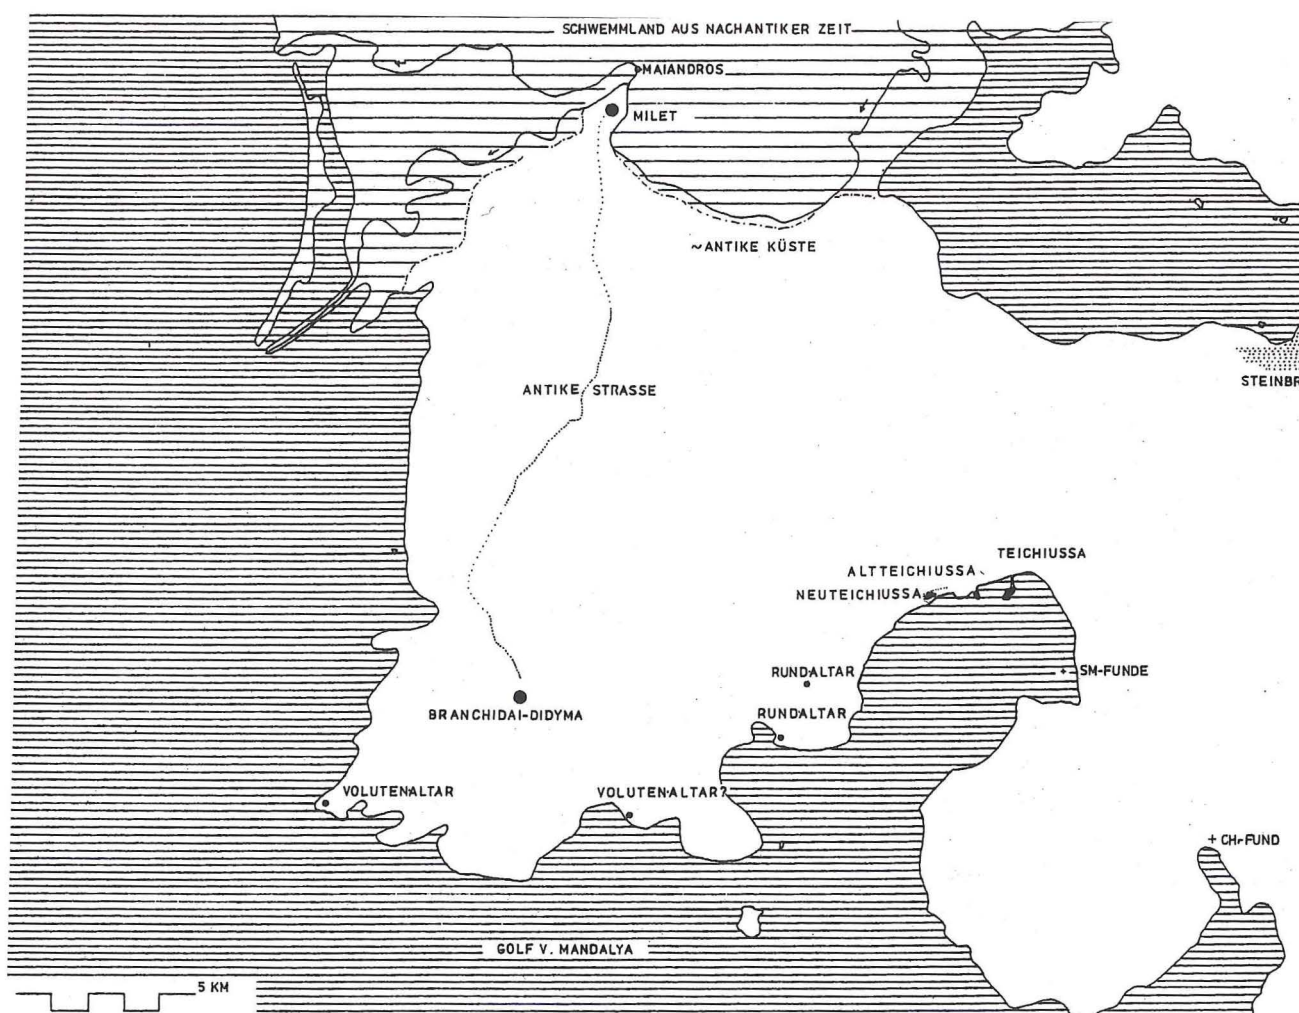 SCHWEMMLAND AUS NACHANTIKER ZEIT
MAIANDROS
MILET
~ANTIKE KÜSTE
STEINBR
ANTIKE STRASSE
TEICHIUSSA
ALTTEICHIUSSA
NEUTEICHIUSSA
RUNDALTAR
SM-FUNDE
RUNDALTAR
BRANCHIDAI-DIDYMA
VOLUTENALTAR
VOLUTENALTAR?
CH-FUND
GOLF V. MANDALYA
5 KM